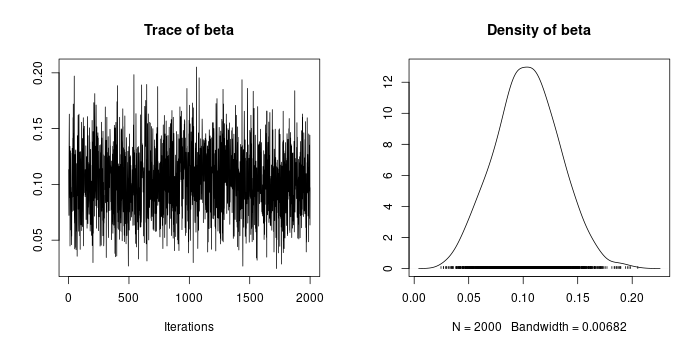 Trace of beta
0.20
0.15
0.10
0.05
0 500 1000 1500 2000
Iterations
Density of beta
12
10
8
6
4
2
0
0.00 0.05 0.10 0.15 0.20
N = 2000 Bandwidth = 0.00682